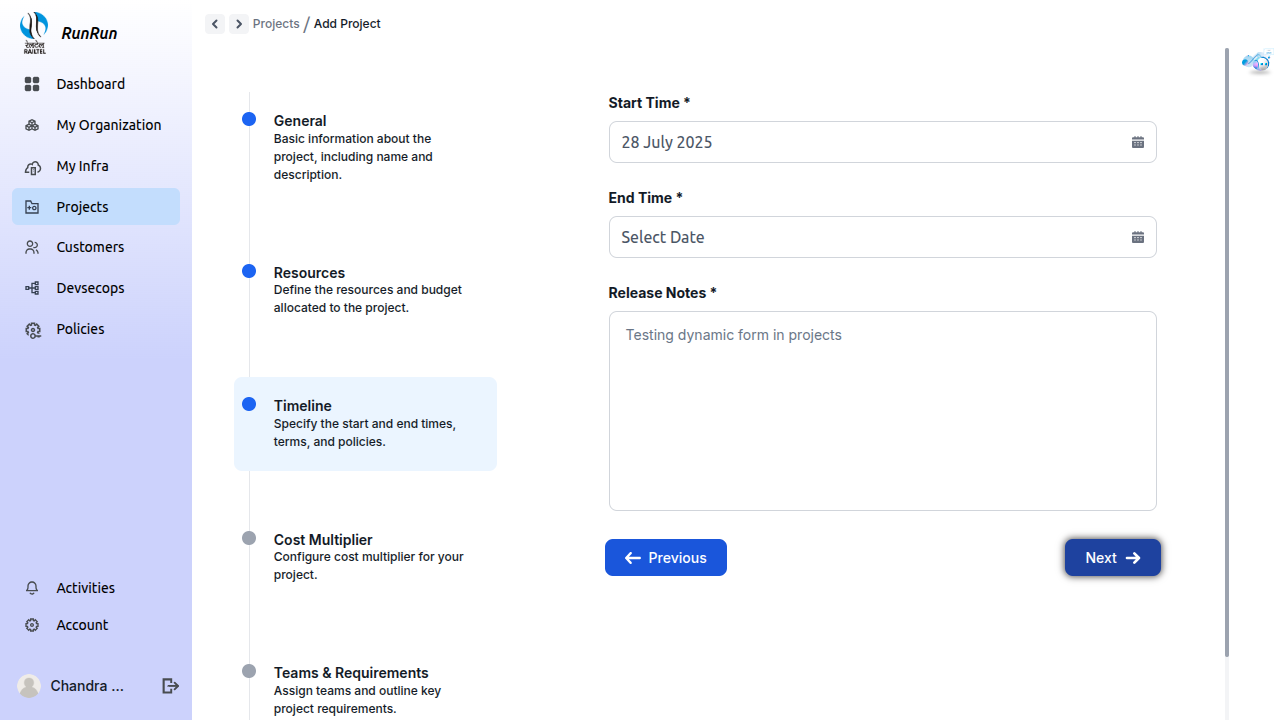 रेलटेल
RAILTEL
RunRun
Dashboard
My Organization
My Infra
Projects
Customers
Devsecops
Policies
Activities
Account
Chandra ...
Projects / Add Project
General
Basic information about the
project, including name and
description.
Resources
Define the resources and budget
allocated to the project.
Timeline
Specify the start and end times,
terms, and policies.
Cost Multiplier
Configure cost multiplier for your
project.
Teams & Requirements
Assign teams and outline key
project requirements.
Start Time *
28 July 2025
End Time *
Select Date
Release Notes *
Testing dynamic form in projects
Previous
Next